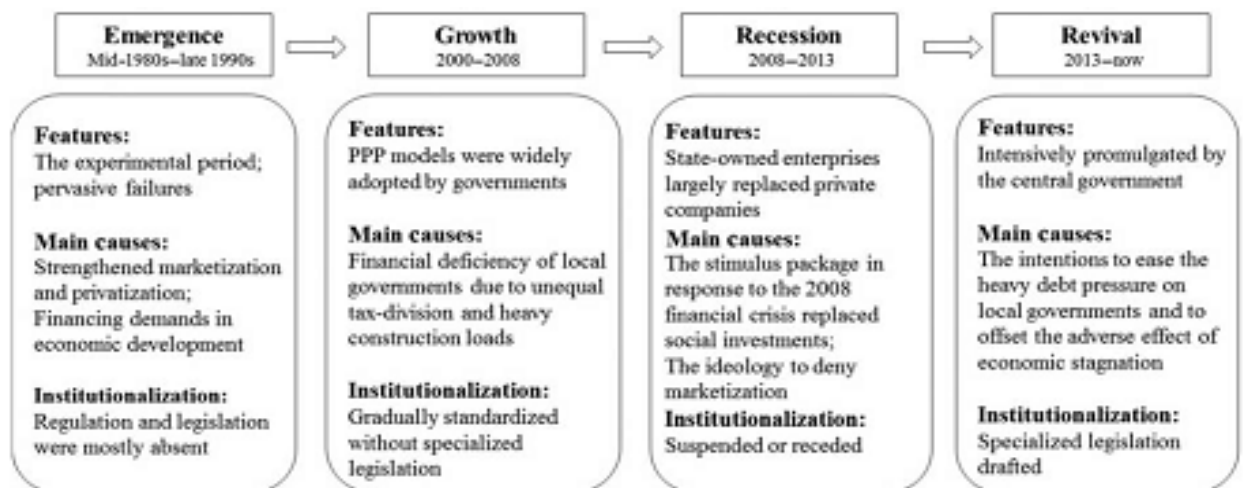 Emergence
Mid-1980s–late 1990s
Growth
2000–2008
Recession
2008–2013
Revival
2013–now
Features:
The experimental period;
pervasive failures
Main causes:
Strengthened marketization
and privatization;
Financing demands in
economic development
Institutionalization:
Regulation and legislation
were mostly absent
Features:
PPP models were widely
adopted by governments
Main causes:
Financial deficiency of local
governments due to unequal
tax-division and heavy
construction loads
Institutionalization:
Gradually standardized
without specialized
legislation
Features:
State-owned enterprises
largely replaced private
companies
Main causes:
The stimulus package in
response to the 2008
financial crisis replaced
social investments;
The ideology to deny
marketization
Institutionalization:
Suspended or receded
Features:
Intensively promulgated by
the central government
Main causes:
The intentions to ease the
heavy debt pressure on
local governments and to
offset the adverse effect of
economic stagnation
Institutionalization:
Specialized legislation
drafted